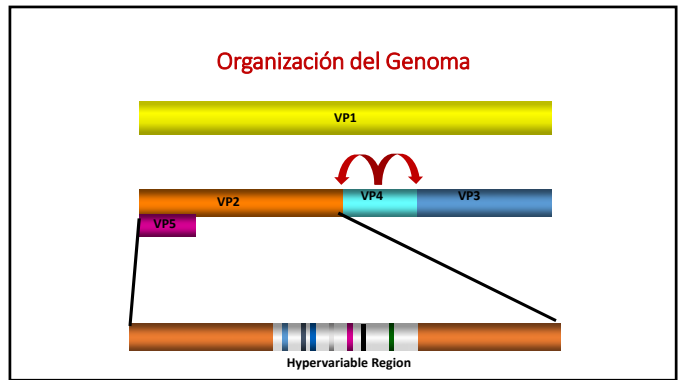 Organización del Genoma
VP1
VP2
VP4
VP3
VP5
Hypervariable Region